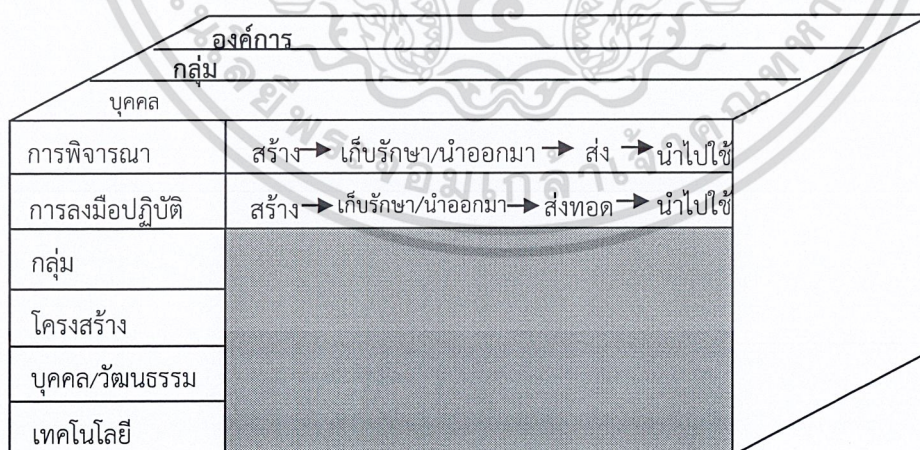 องค์การ
กลุ่ม
บุคคล
การพิจารณา สร้าง → เก็บรักษา/นำออกมา → ส่ง → นำไปใช้
การลงมือปฏิบัติ สร้าง → เก็บรักษา/นำออกมา → ส่งทอด → นำไปใช้
กลุ่ม
โครงสร้าง
บุคคล/วัฒนธรรม
เทคโนโลยี